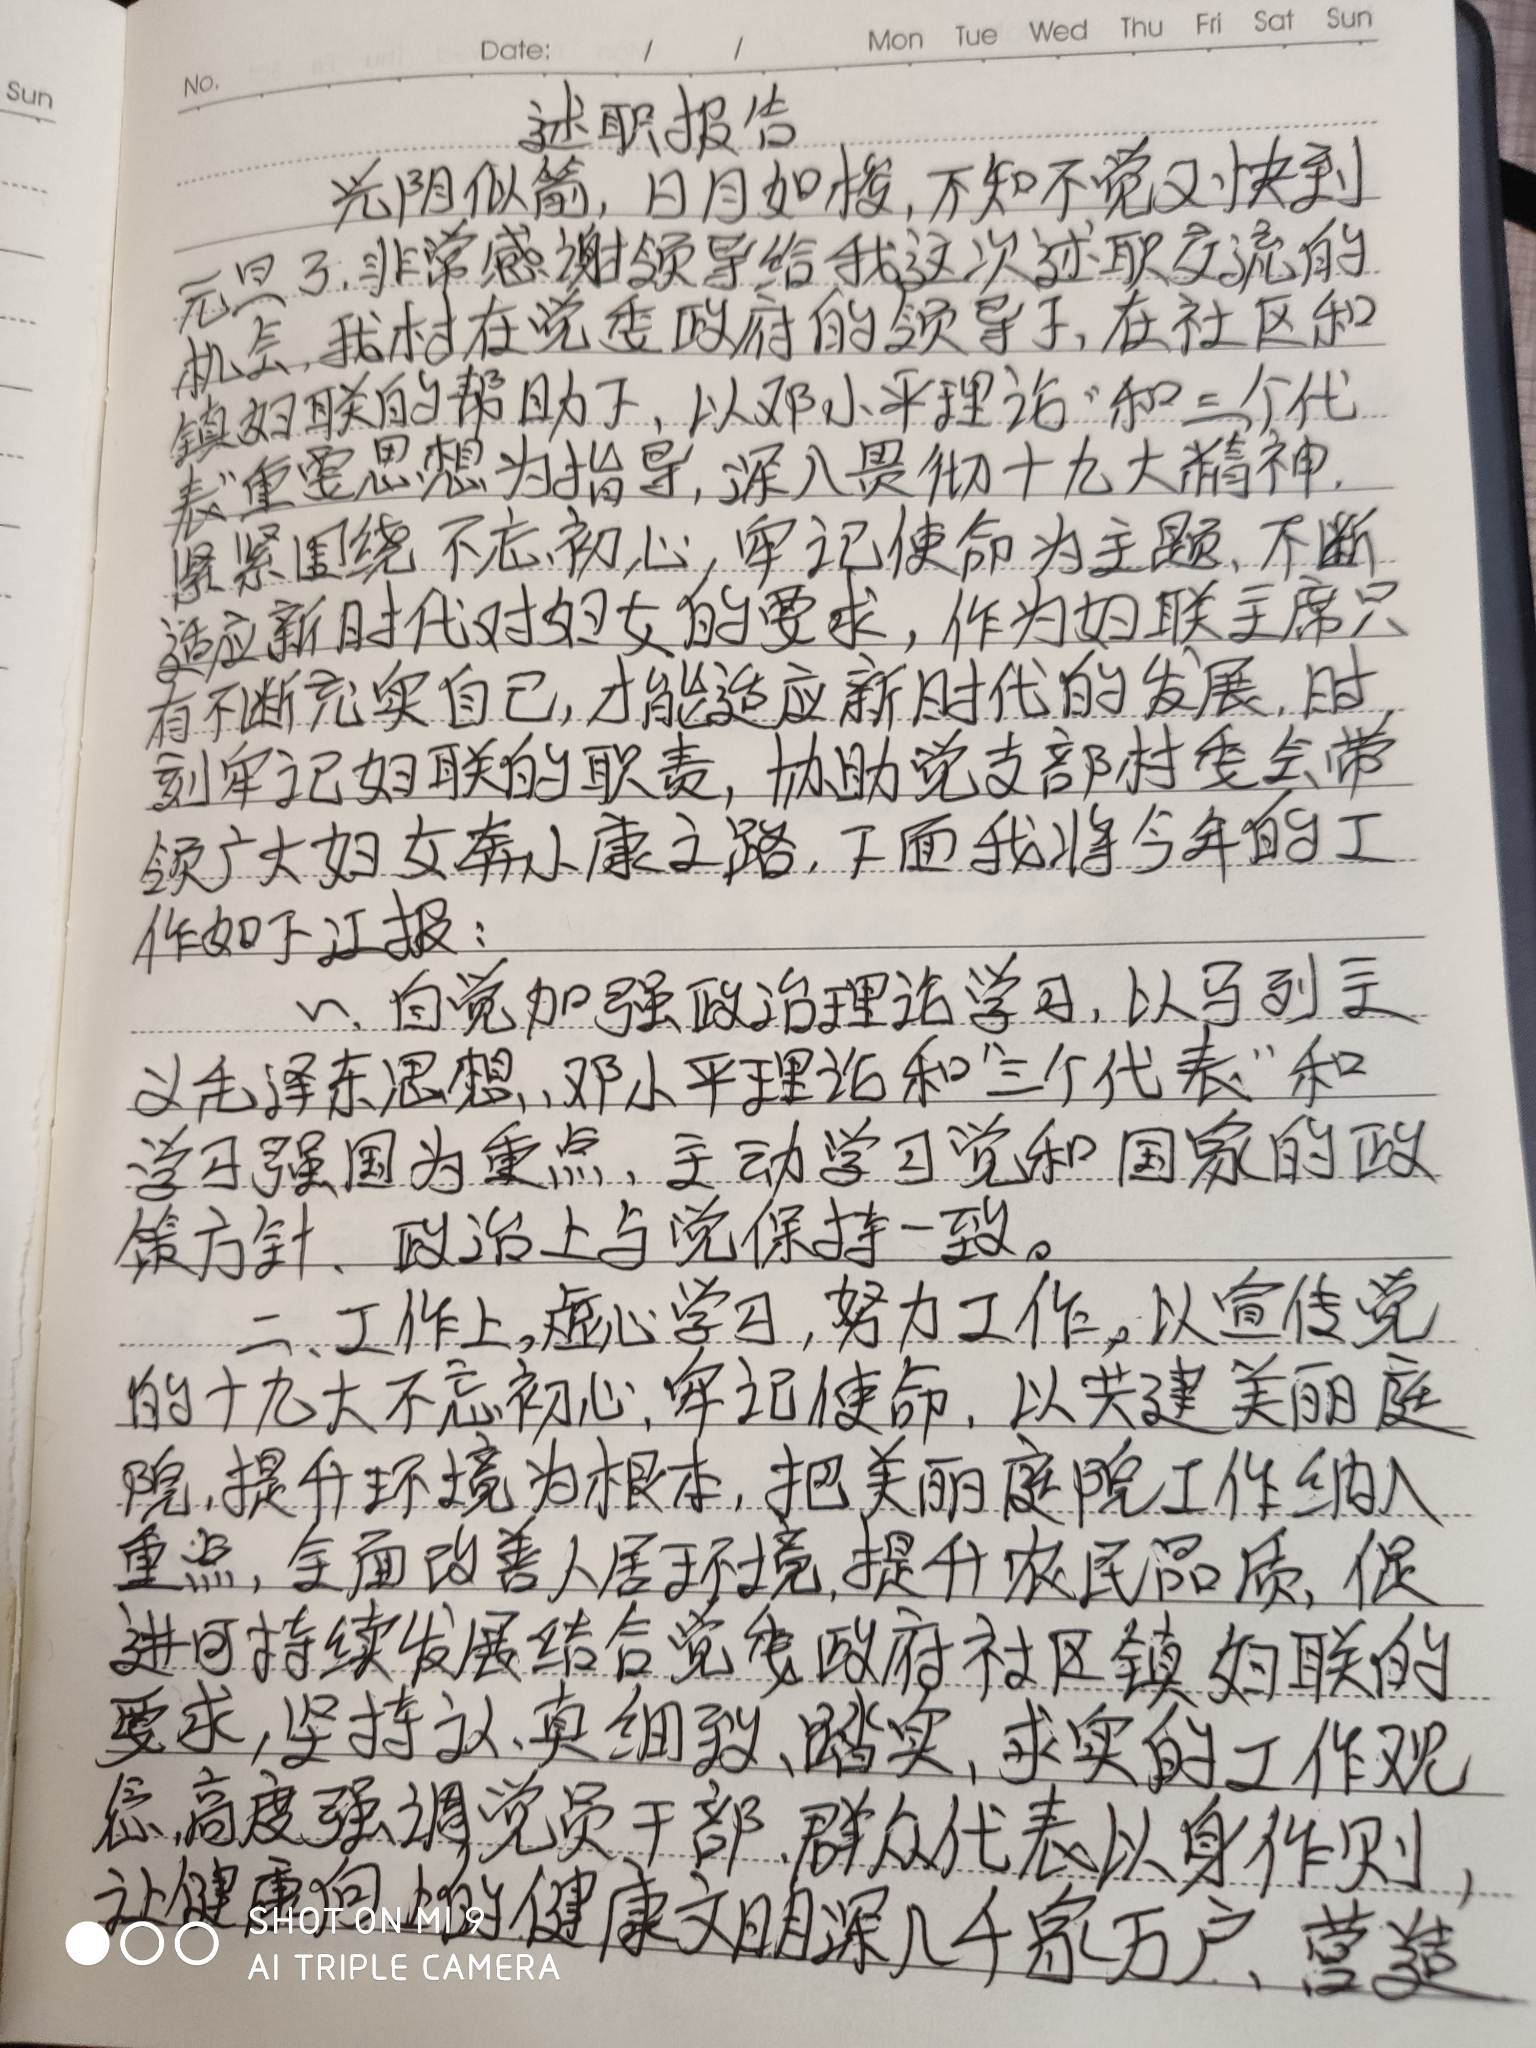 Sun
No. Date: / / Mon Tue Wed Thu Fri Sat Sun
述职报告
光阴似箭，日月如梭，不知不觉又快到
元旦了.非常感谢领导给我这次述职交流的
机会,我村在党委政府的领导下,在社区和
镇妇联的帮助下,以邓小平理论“和三个代
表”重要思想为指导,深入贯彻十九大精神.
紧紧围绕不忘初心,牢记使命为主题、不断
适应新时代对妇女的要求,作为妇联主席只
有不断充实自己,才能适应新时代的发展.时
刻牢记妇联的职责,协助党支部村委会带
领广大妇女奔小康之路.下面我将今年的工
作如下汇报:
一、自觉加强政治理论学习,以马列主
义毛泽东思想、邓小平理论和“三个代表”和
学习强国为重点、主动学习党和国家的政
策方针、政治上与党保持一致。
二、工作上,虚心学习,努力工作,以宣传党
的十九大不忘初心,牢记使命.以共建美丽庭
院,提升环境为根本,把美丽庭院工作纳入
重点,全面改善人居环境,提升农民品质,促
进可持续发展结合党委政府社区镇妇联的
要求,坚持认真细致、踏实、求实的工作观
念,高度强调党员干部.群众代表以身作则,
让健康向上的健康文明深入千家万户、营造
SHOT ON MI 9
AI TRIPLE CAMERA